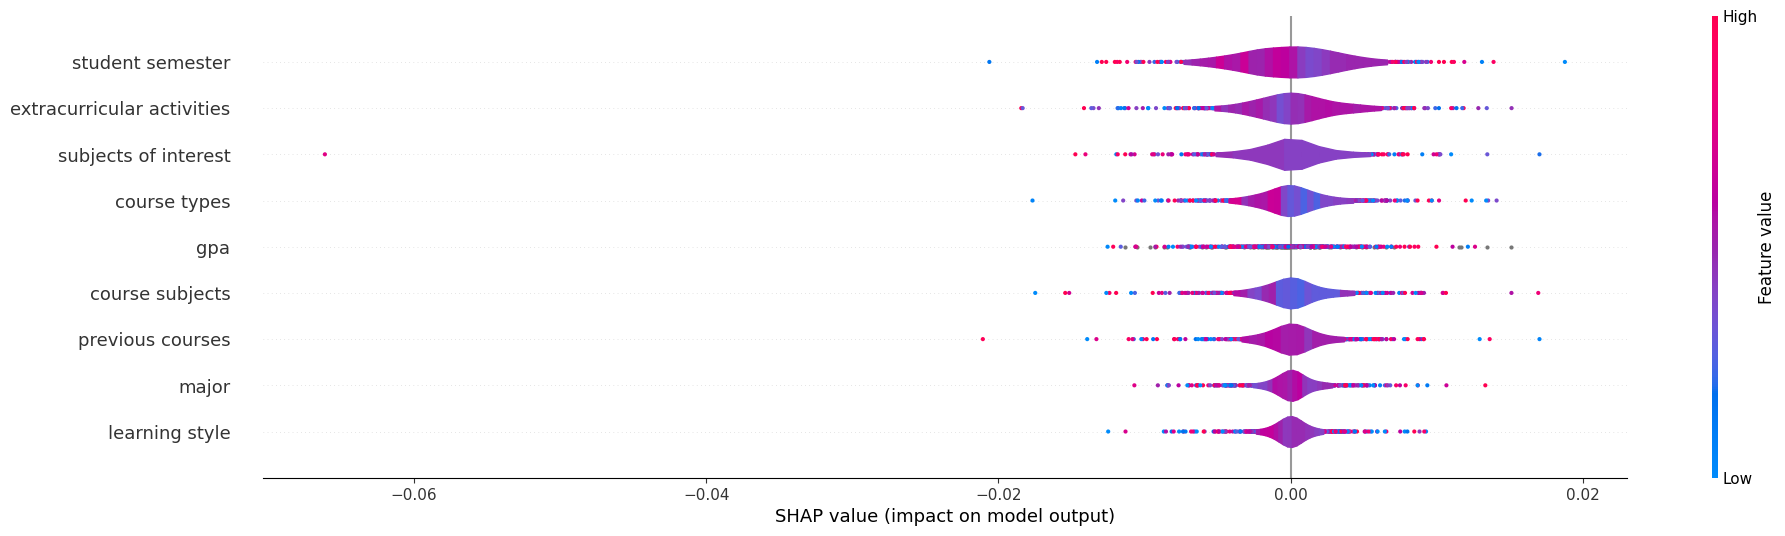 student semester
extracurricular activities
subjects of interest
course types
gpa
course subjects
previous courses
major
learning style
−0.06 −0.04 −0.02 0.00 0.02
SHAP value (impact on model output)
High
Feature value
Low